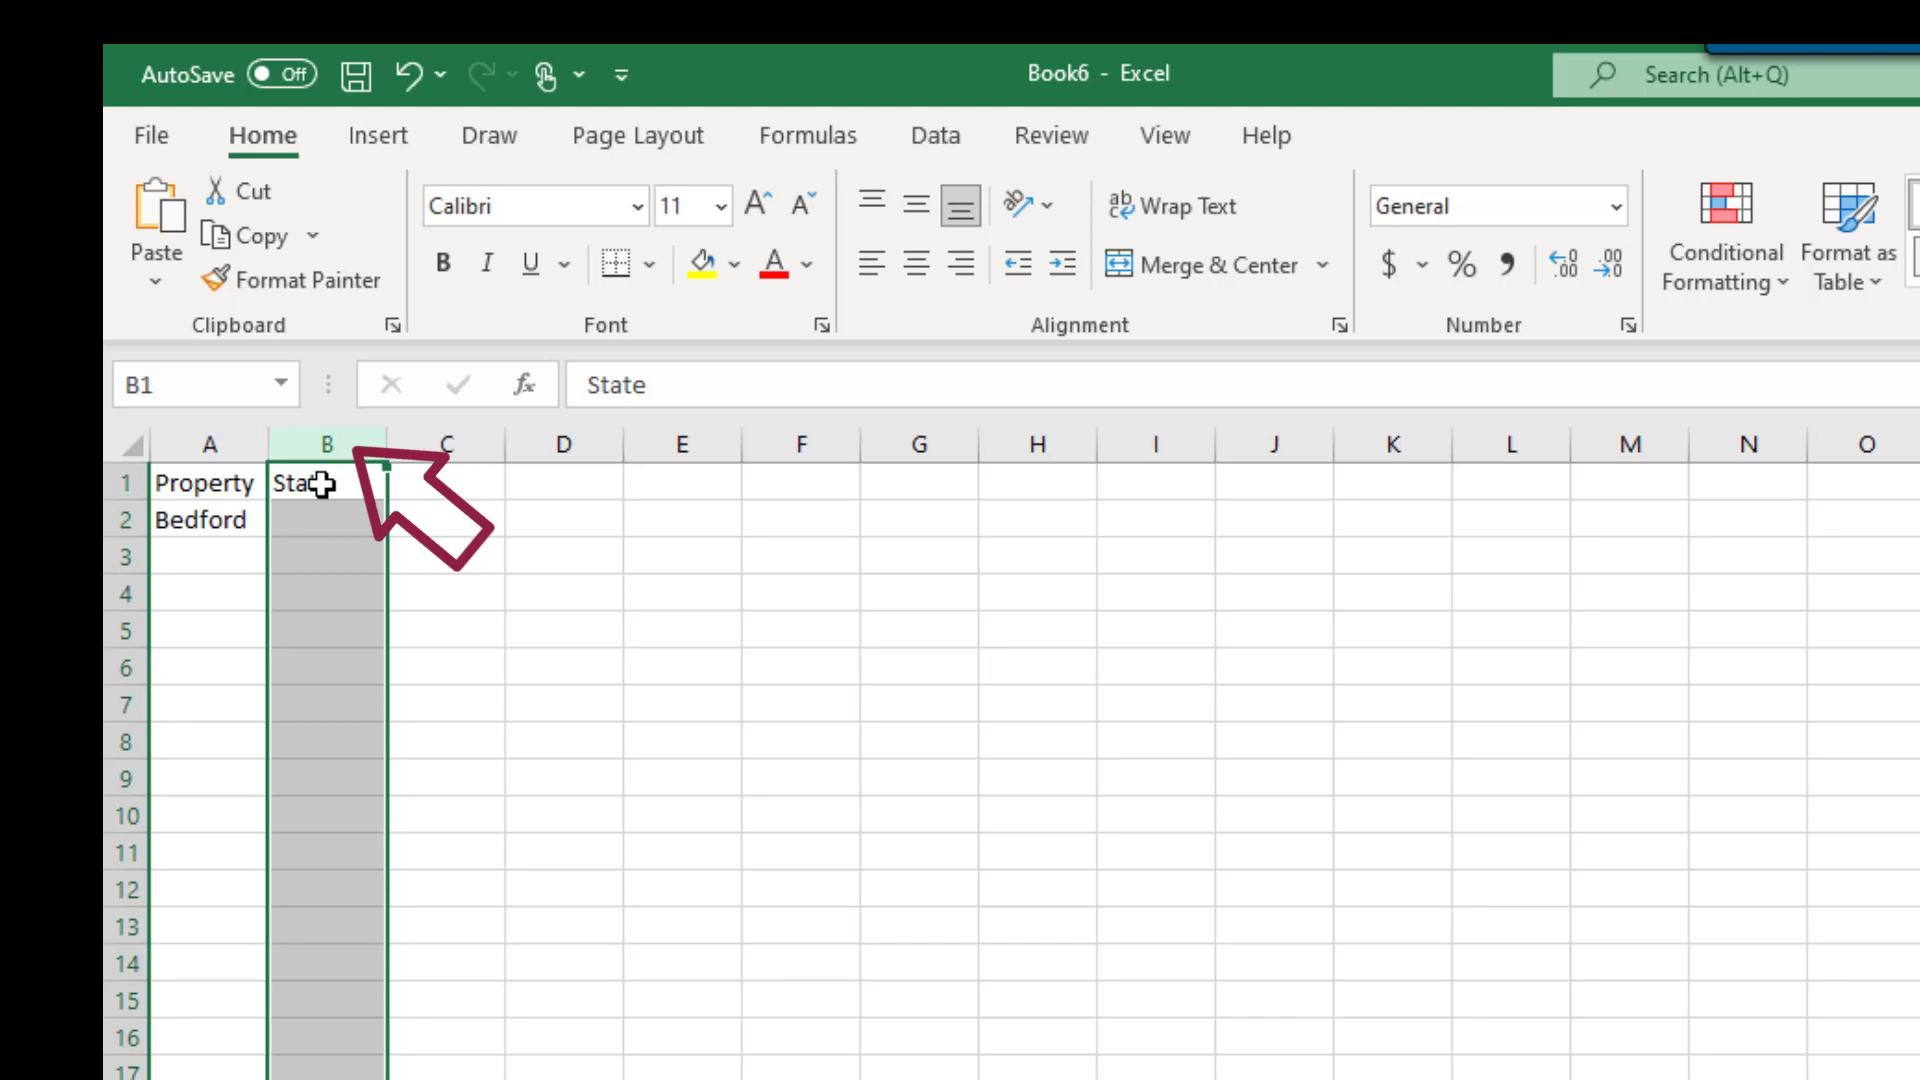 AutoSave Off Book6 - Excel Search (Alt+Q)
File Home Insert Draw Page Layout Formulas Data Review View Help
Paste
Cut
Copy
Format Painter
Clipboard
Calibri 11
B I U
Font
Wrap Text
Merge & Center
Alignment
General
$ % ,
Number
Conditional Formatting
Format as Table
B1 fx State
A B C D E F G H I J K L M N O
1 Property
2 Bedford
3
4
5
6
7
8
9
10
11
12
13
14
15
16
17